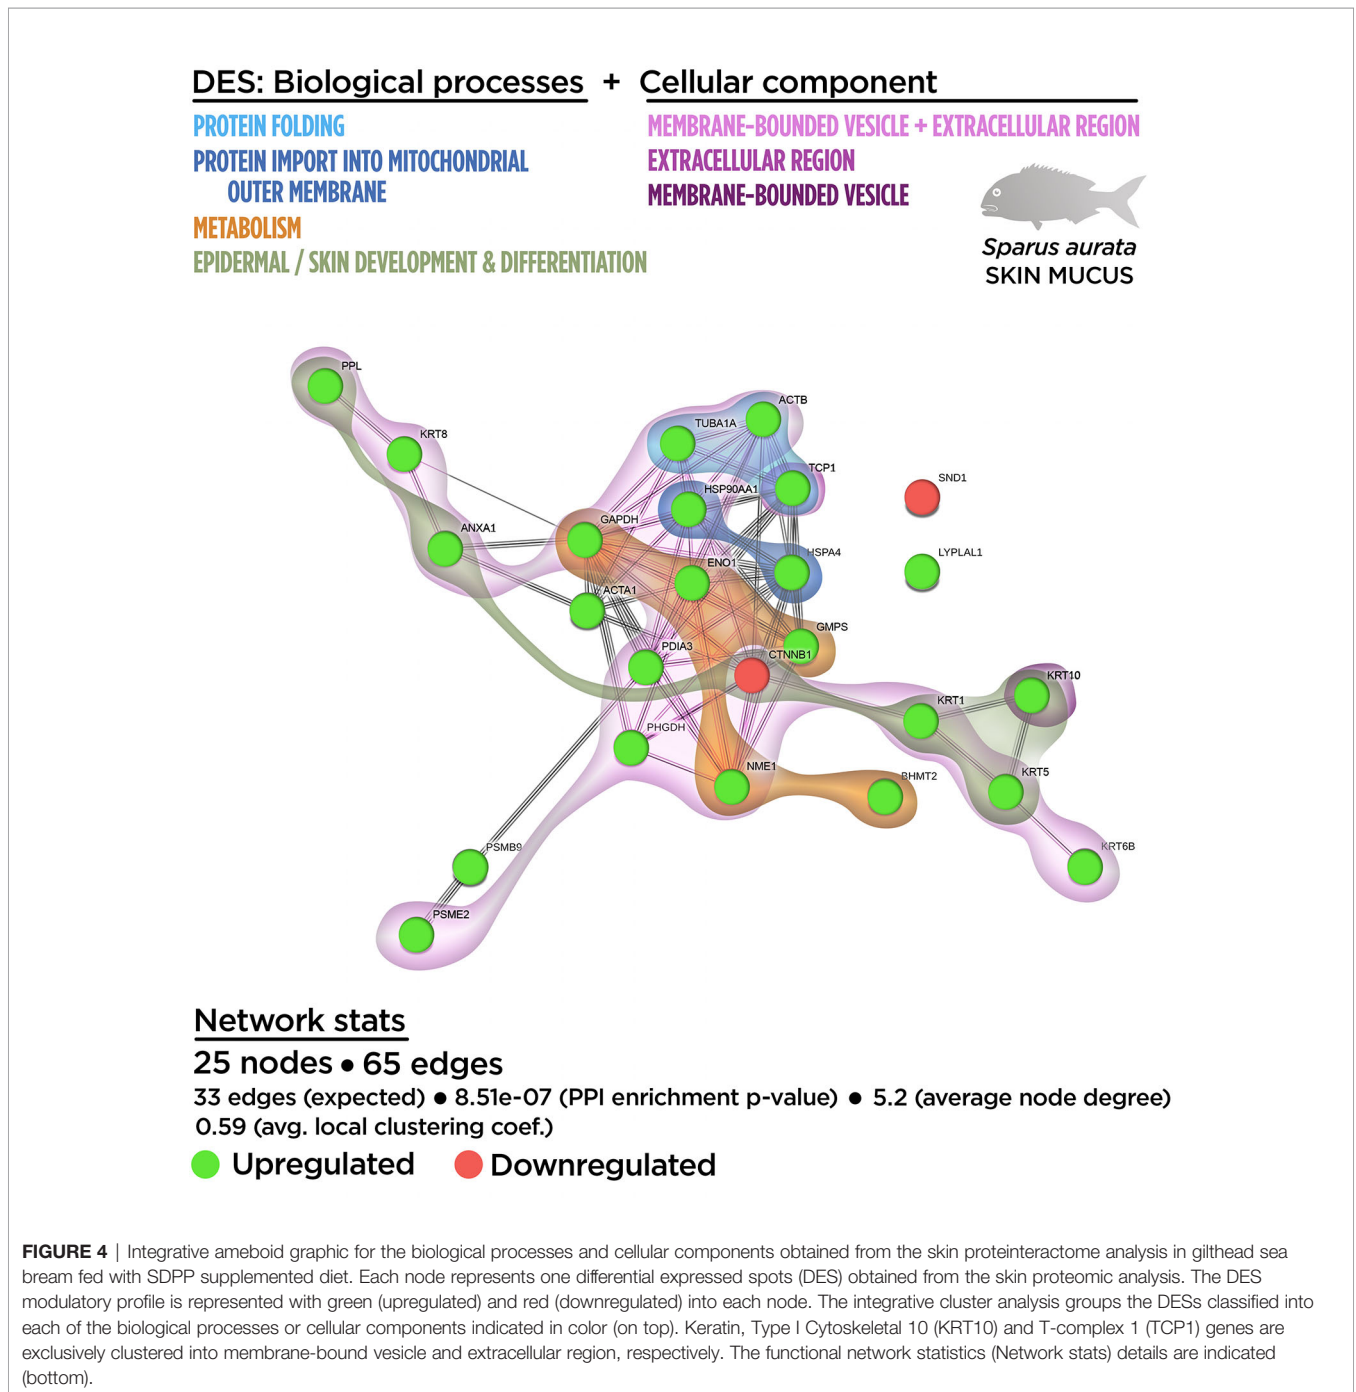 DES: Biological processes + Cellular component
PROTEIN FOLDING
PROTEIN IMPORT INTO MITOCHONDRIAL
OUTER MEMBRANE
METABOLISM
EPIDERMAL / SKIN DEVELOPMENT & DIFFERENTIATION
MEMBRANE-BOUNDED VESICLE + EXTRACELLULAR REGION
EXTRACELLULAR REGION
MEMBRANE-BOUNDED VESICLE
Sparus aurata
SKIN MUCUS
PPL
ACTB
TUBA1A
KRT8
TCP1
SND1
HSP90AA1
GAPDH
ANXA1
HSPA4
LYPLAL1
ENO1
ACTA1
GMPS
PDIA3
CTNNB1
KRT10
KRT1
PHGDH
NME1
KRT5
BHMT2
PSMB9
KRT6B
PSME2
Network stats
25 nodes • 65 edges
33 edges (expected) • 8.51e-07 (PPI enrichment p-value) • 5.2 (average node degree)
0.59 (avg. local clustering coef.)
Upregulated Downregulated
FIGURE 4 | Integrative ameboid graphic for the biological processes and cellular components obtained from the skin proteinteractome analysis in gilthead sea
bream fed with SDPP supplemented diet. Each node represents one differential expressed spots (DES) obtained from the skin proteomic analysis. The DES
modulatory profile is represented with green (upregulated) and red (downregulated) into each node. The integrative cluster analysis groups the DESs classified into
each of the biological processes or cellular components indicated in color (on top). Keratin, Type I Cytoskeletal 10 (KRT10) and T-complex 1 (TCP1) genes are
exclusively clustered into membrane-bound vesicle and extracellular region, respectively. The functional network statistics (Network stats) details are indicated
(bottom).